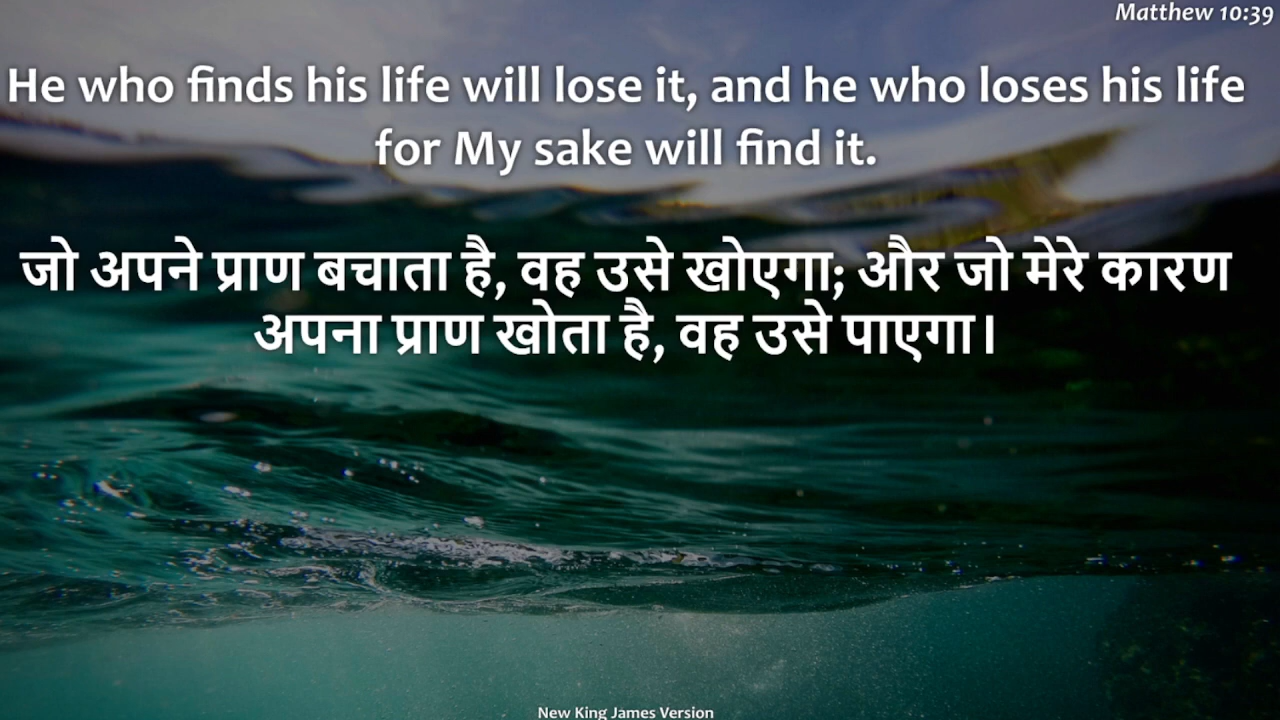 Matthew 10:39
He who finds his life will lose it, and he who loses his life
for My sake will find it.
जो अपने प्राण बचाता है, वह उसे खोएगा; और जो मेरे कारण
अपना प्राण खोता है, वह उसे पाएगा।
New King James Version